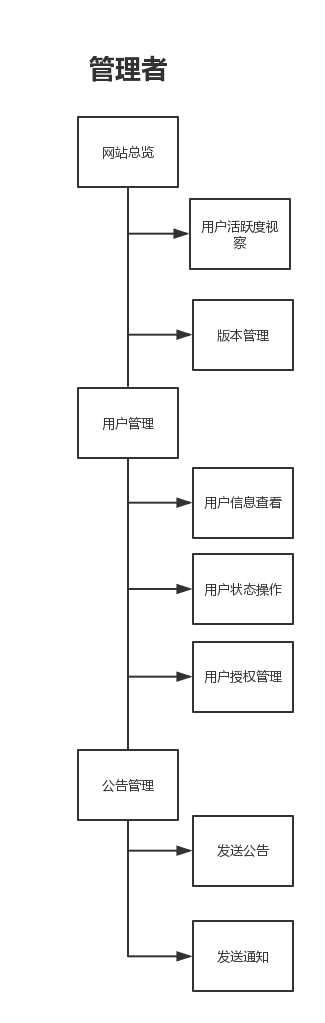 管理者
网站总览
用户活跃度视
察
版本管理
用户管理
用户信息查看
用户状态操作
用户授权管理
公告管理
发送公告
发送通知